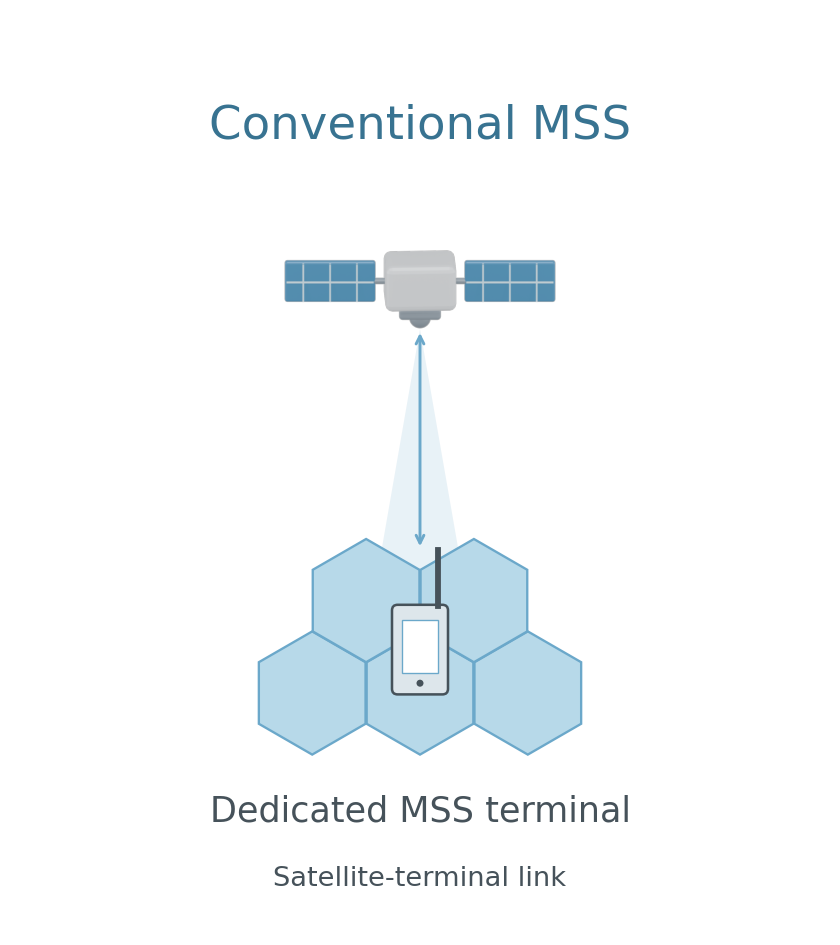 Conventional MSS
Dedicated MSS terminal
Satellite-terminal link